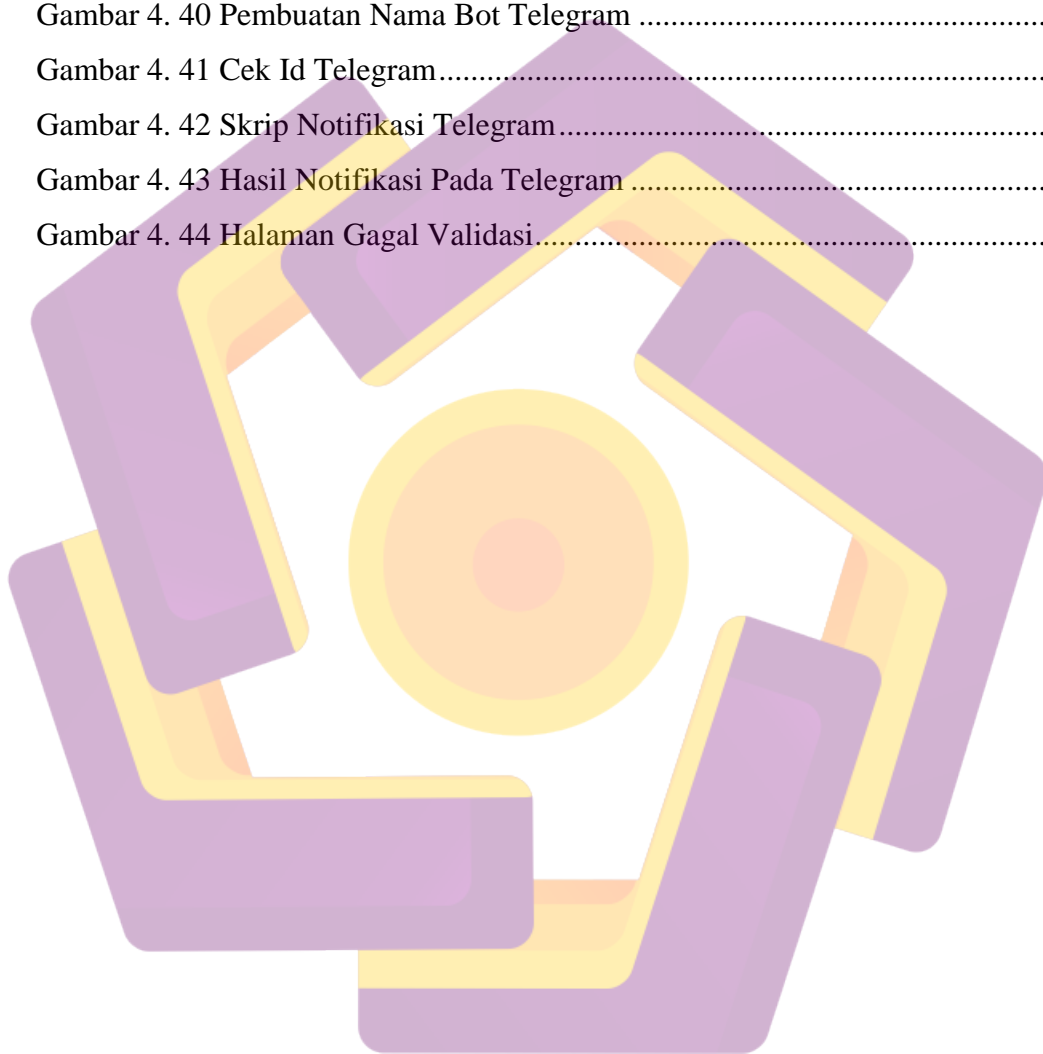 Gambar 4. 40 Pembuatan Nama Bot Telegram ....................................................
Gambar 4. 41 Cek Id Telegram..............................................................................
Gambar 4. 42 Skrip Notifikasi Telegram...............................................................
Gambar 4. 43 Hasil Notifikasi Pada Telegram .....................................................
Gambar 4. 44 Halaman Gagal Validasi..................................................................